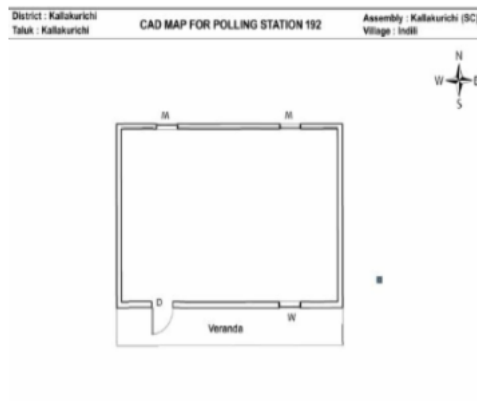 District : Kallakurichi
Taluk : Kallakurichi
CAD MAP FOR POLLING STATION 192
Assembly : Kallakurichi (SC)
Village : Indili
N
W
E
S
M
M
D
W
Veranda